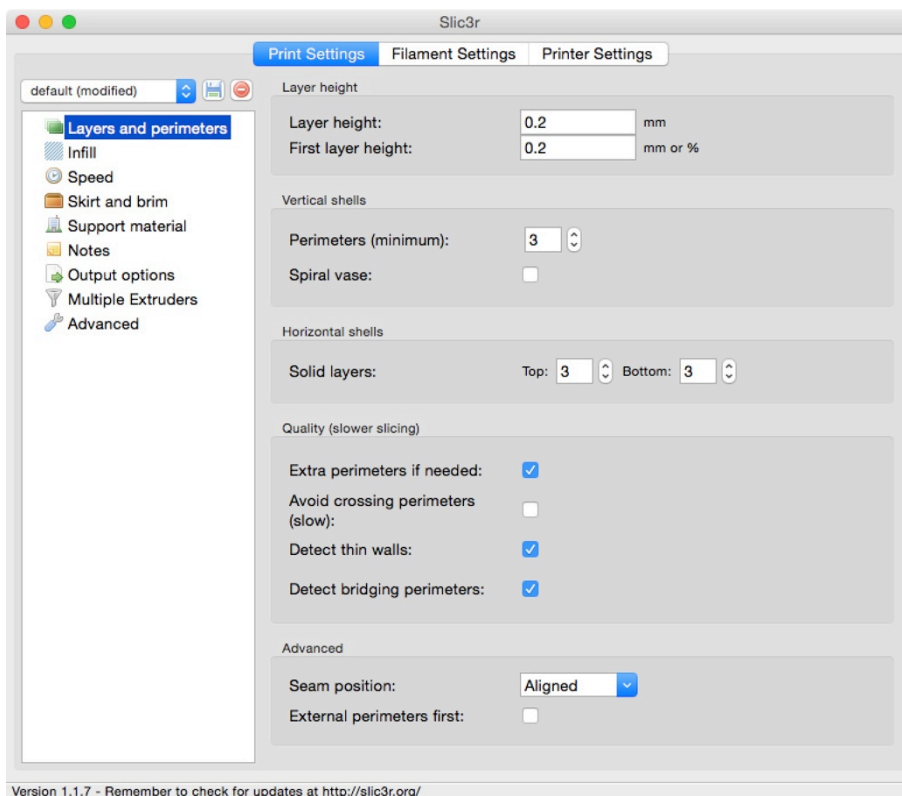 Slic3r
Print Settings Filament Settings Printer Settings
default (modified)
Layers and perimeters
Infill
Speed
Skirt and brim
Support material
Notes
Output options
Multiple Extruders
Advanced
Layer height
Layer height: 0.2 mm
First layer height: 0.2 mm or %
Vertical shells
Perimeters (minimum): 3
Spiral vase:
Horizontal shells
Solid layers: Top: 3 Bottom: 3
Quality (slower slicing)
Extra perimeters if needed:
Avoid crossing perimeters
(slow):
Detect thin walls:
Detect bridging perimeters:
Advanced
Seam position: Aligned
External perimeters first:
Version 1.1.7 - Remember to check for updates at http://slic3r.org/